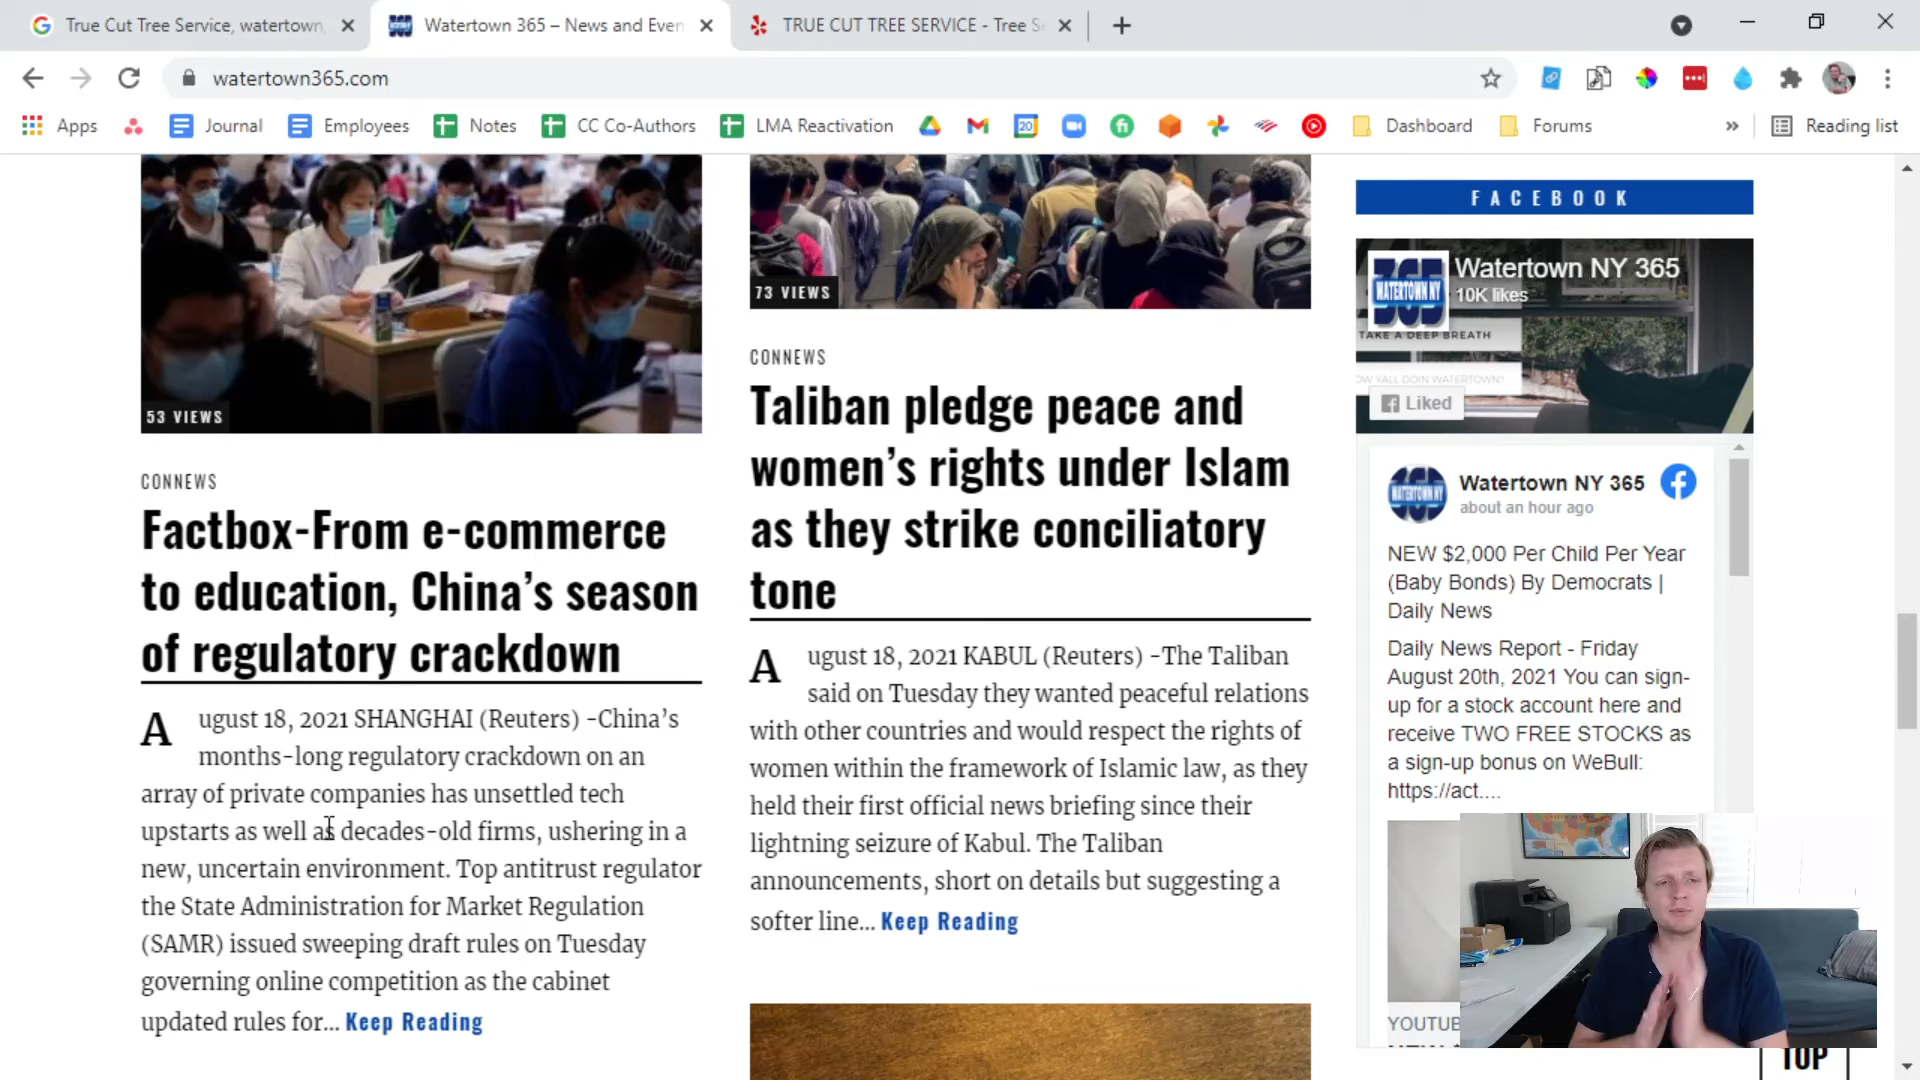 True Cut Tree Service, watertown,
Watertown 365 – News and Even
TRUE CUT TREE SERVICE - Tree S
watertown365.com
Apps
Journal
Employees
Notes
CC Co-Authors
LMA Reactivation
20
Dashboard
Forums
Reading list
53 VIEWS
CONNEWS
Factbox-From e-commerce
to education, China’s season
of regulatory crackdown
August 18, 2021 SHANGHAI (Reuters) -China’s
months-long regulatory crackdown on an
array of private companies has unsettled tech
upstarts as well as decades-old firms, ushering in a
new, uncertain environment. Top antitrust regulator
the State Administration for Market Regulation
(SAMR) issued sweeping draft rules on Tuesday
governing online competition as the cabinet
updated rules for... Keep Reading
73 VIEWS
CONNEWS
Taliban pledge peace and
women’s rights under Islam
as they strike conciliatory
tone
August 18, 2021 KABUL (Reuters) -The Taliban
said on Tuesday they wanted peaceful relations
with other countries and would respect the rights of
women within the framework of Islamic law, as they
held their first official news briefing since their
lightning seizure of Kabul. The Taliban
announcements, short on details but suggesting a
softer line... Keep Reading
FACEBOOK
365
WATERTOWN NY
Watertown NY 365
10K likes
TAKE A DEEP BREATH
OW YALL DOIN WATERTOWN?
Liked
Watertown NY 365
about an hour ago
NEW $2,000 Per Child Per Year
(Baby Bonds) By Democrats |
Daily News
Daily News Report - Friday
August 20th, 2021 You can sign-
up for a stock account here and
receive TWO FREE STOCKS as
a sign-up bonus on WeBull:
https://act....
YOUTUB
TOP